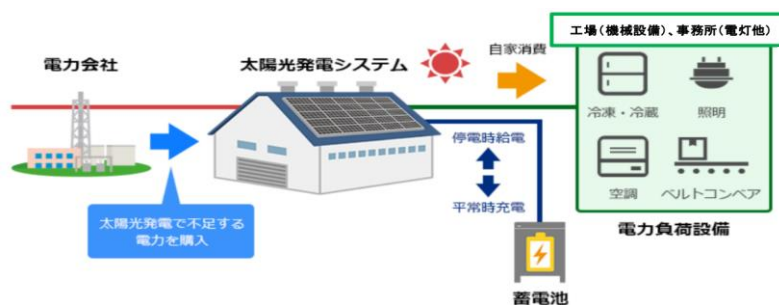 工場(機械設備)、事務所(電灯他)
電力会社
太陽光発電システム
自家消費
冷凍・冷蔵
照明
停電時給電
平常時充電
空調
ベルトコンベア
太陽光発電で不足する
電力を購入
電力負荷設備
蓄電池